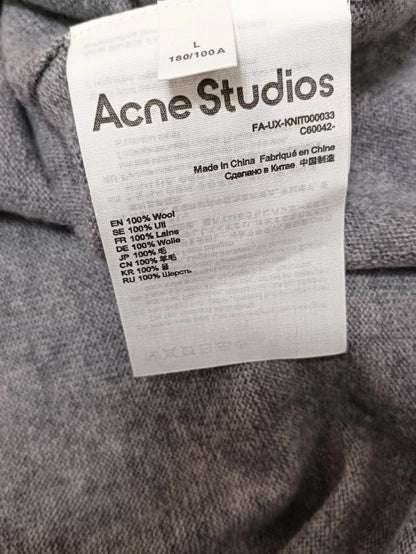 L
180/100A
Acne Studios
FA-UX-KNIT000033
C60042-
Made in China Fabriqué en Chine
Сделано в Китае 中国制造
EN 100% Wool
SE 100% Ull
FR 100% Laine
DE 100% Wolle
JP 100% 毛
CN 100% 羊毛
KR 100% 울
RU 100% Шерсть